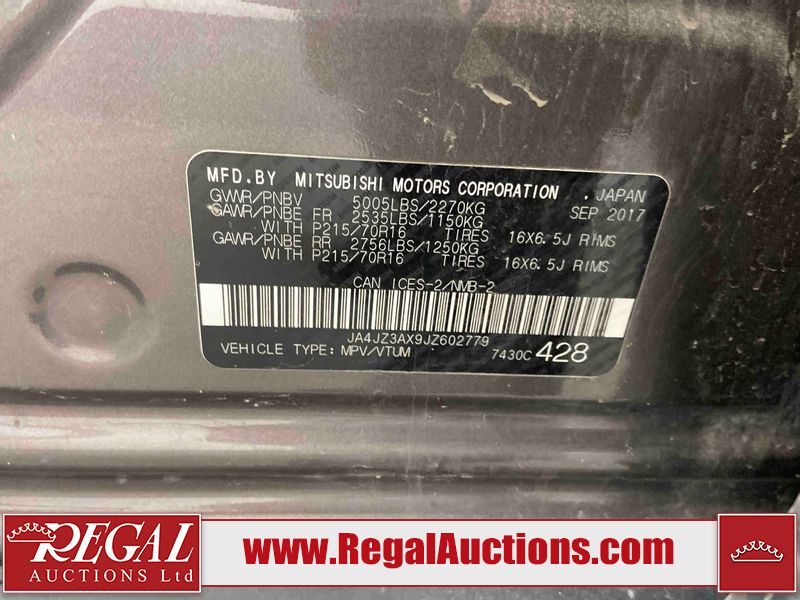 MFD.BY MITSUBISHI MOTORS CORPORATION , JAPAN
GVWR/PNBV 5005LBS/2270KG SEP 2017
GAWR/PNBE FR 2535LBS/1150KG
WITH P215/70R16 TIRES 16X6.5J RIMS
GAWR/PNBE RR 2756LBS/1250KG
WITH P215/70R16 TIRES 16X6.5J RIMS
CAN ICES-2/NMB-2
JA4JZ3AX9JZ602779
VEHICLE TYPE: MPV/VTUM 7430C 428
REGAL
AUCTIONS Ltd
www.RegalAuctions.com